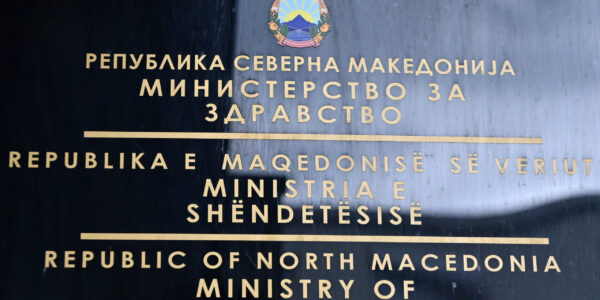 РЕПУБЛИКА СЕВЕРНА МАКЕДОНИЈА
МИНИСТЕРСТВО ЗА
ЗДРАВСТВО
REPUBLIKA E MAQEDONISË SË VERIUT
MINISTRIA E
SHËNDETËSISË
REPUBLIC OF NORTH MACEDONIA
MINISTRY OF